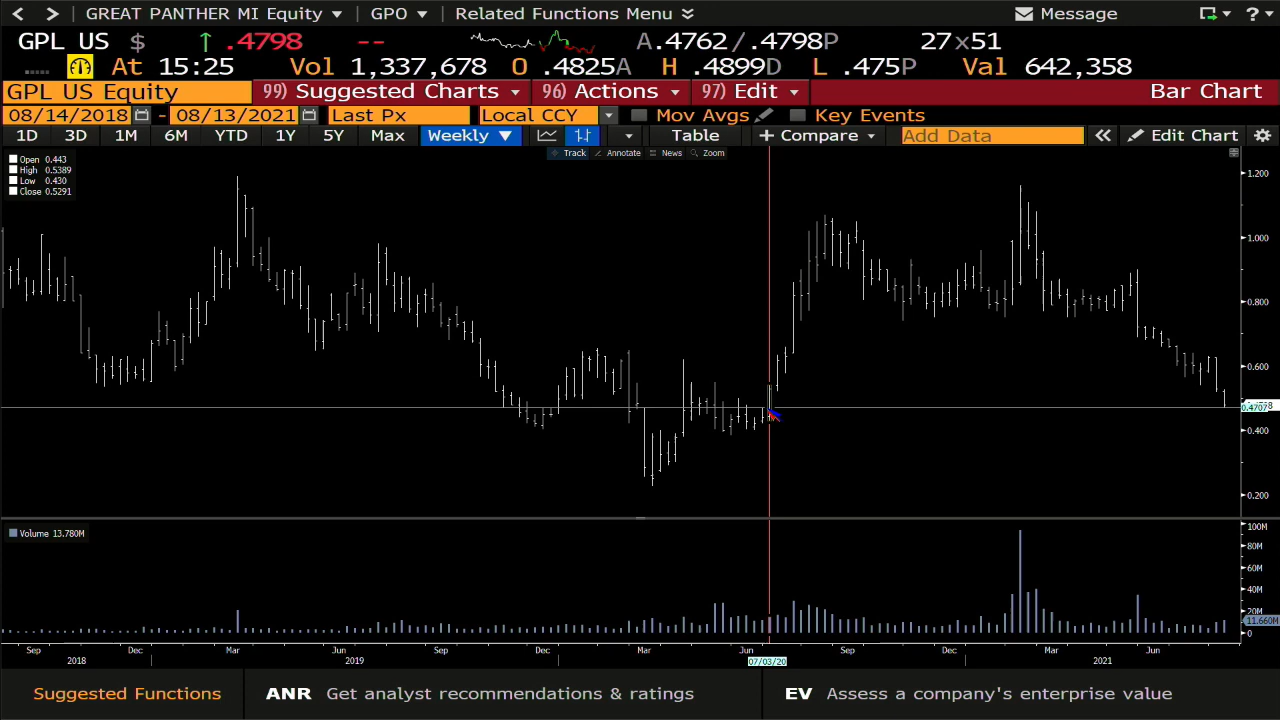 < > GREAT PANTHER MI Equity GPO Related Functions Menu Message ?
GPL US $ ↑ .4798 -- A.4762/.4798P 27x51
At 15:25 Vol 1,337,678 O .4825A H .4899D L .475P Val 642,358
GPL US Equity 99) Suggested Charts 96) Actions 97) Edit Bar Chart
08/14/2018 - 08/13/2021 Last Px Local CCY Mov Avgs Key Events
1D 3D 1M 6M YTD 1Y 5Y Max Weekly ▼ Table + Compare Add Data « Edit Chart
Track Annotate News Zoom
Open 0.443
High 0.5389
Low 0.430
Close 0.5291
1.200
1.000
0.800
0.600
0.4707
0.400
0.200
Volume 13.780M
100M
80M
60M
40M
20M
11.660M
0
Sep Dec Mar Jun Sep Dec Mar Jun Sep Dec Mar Jun
2018 2019 07/03/20 2021
Suggested Functions ANR Get analyst recommendations & ratings EV Assess a company's enterprise value